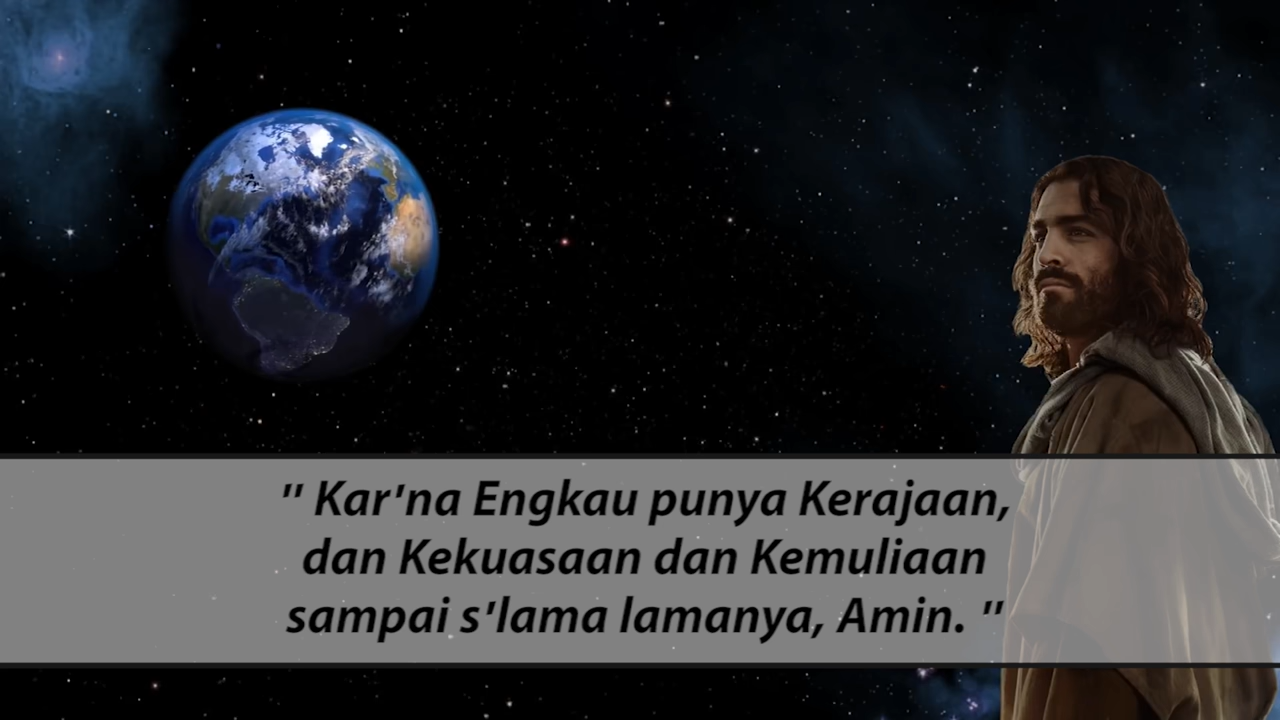 " Kar'na Engkau punya Kerajaan,
dan Kekuasaan dan Kemuliaan
sampai s'lama lamanya, Amin. "